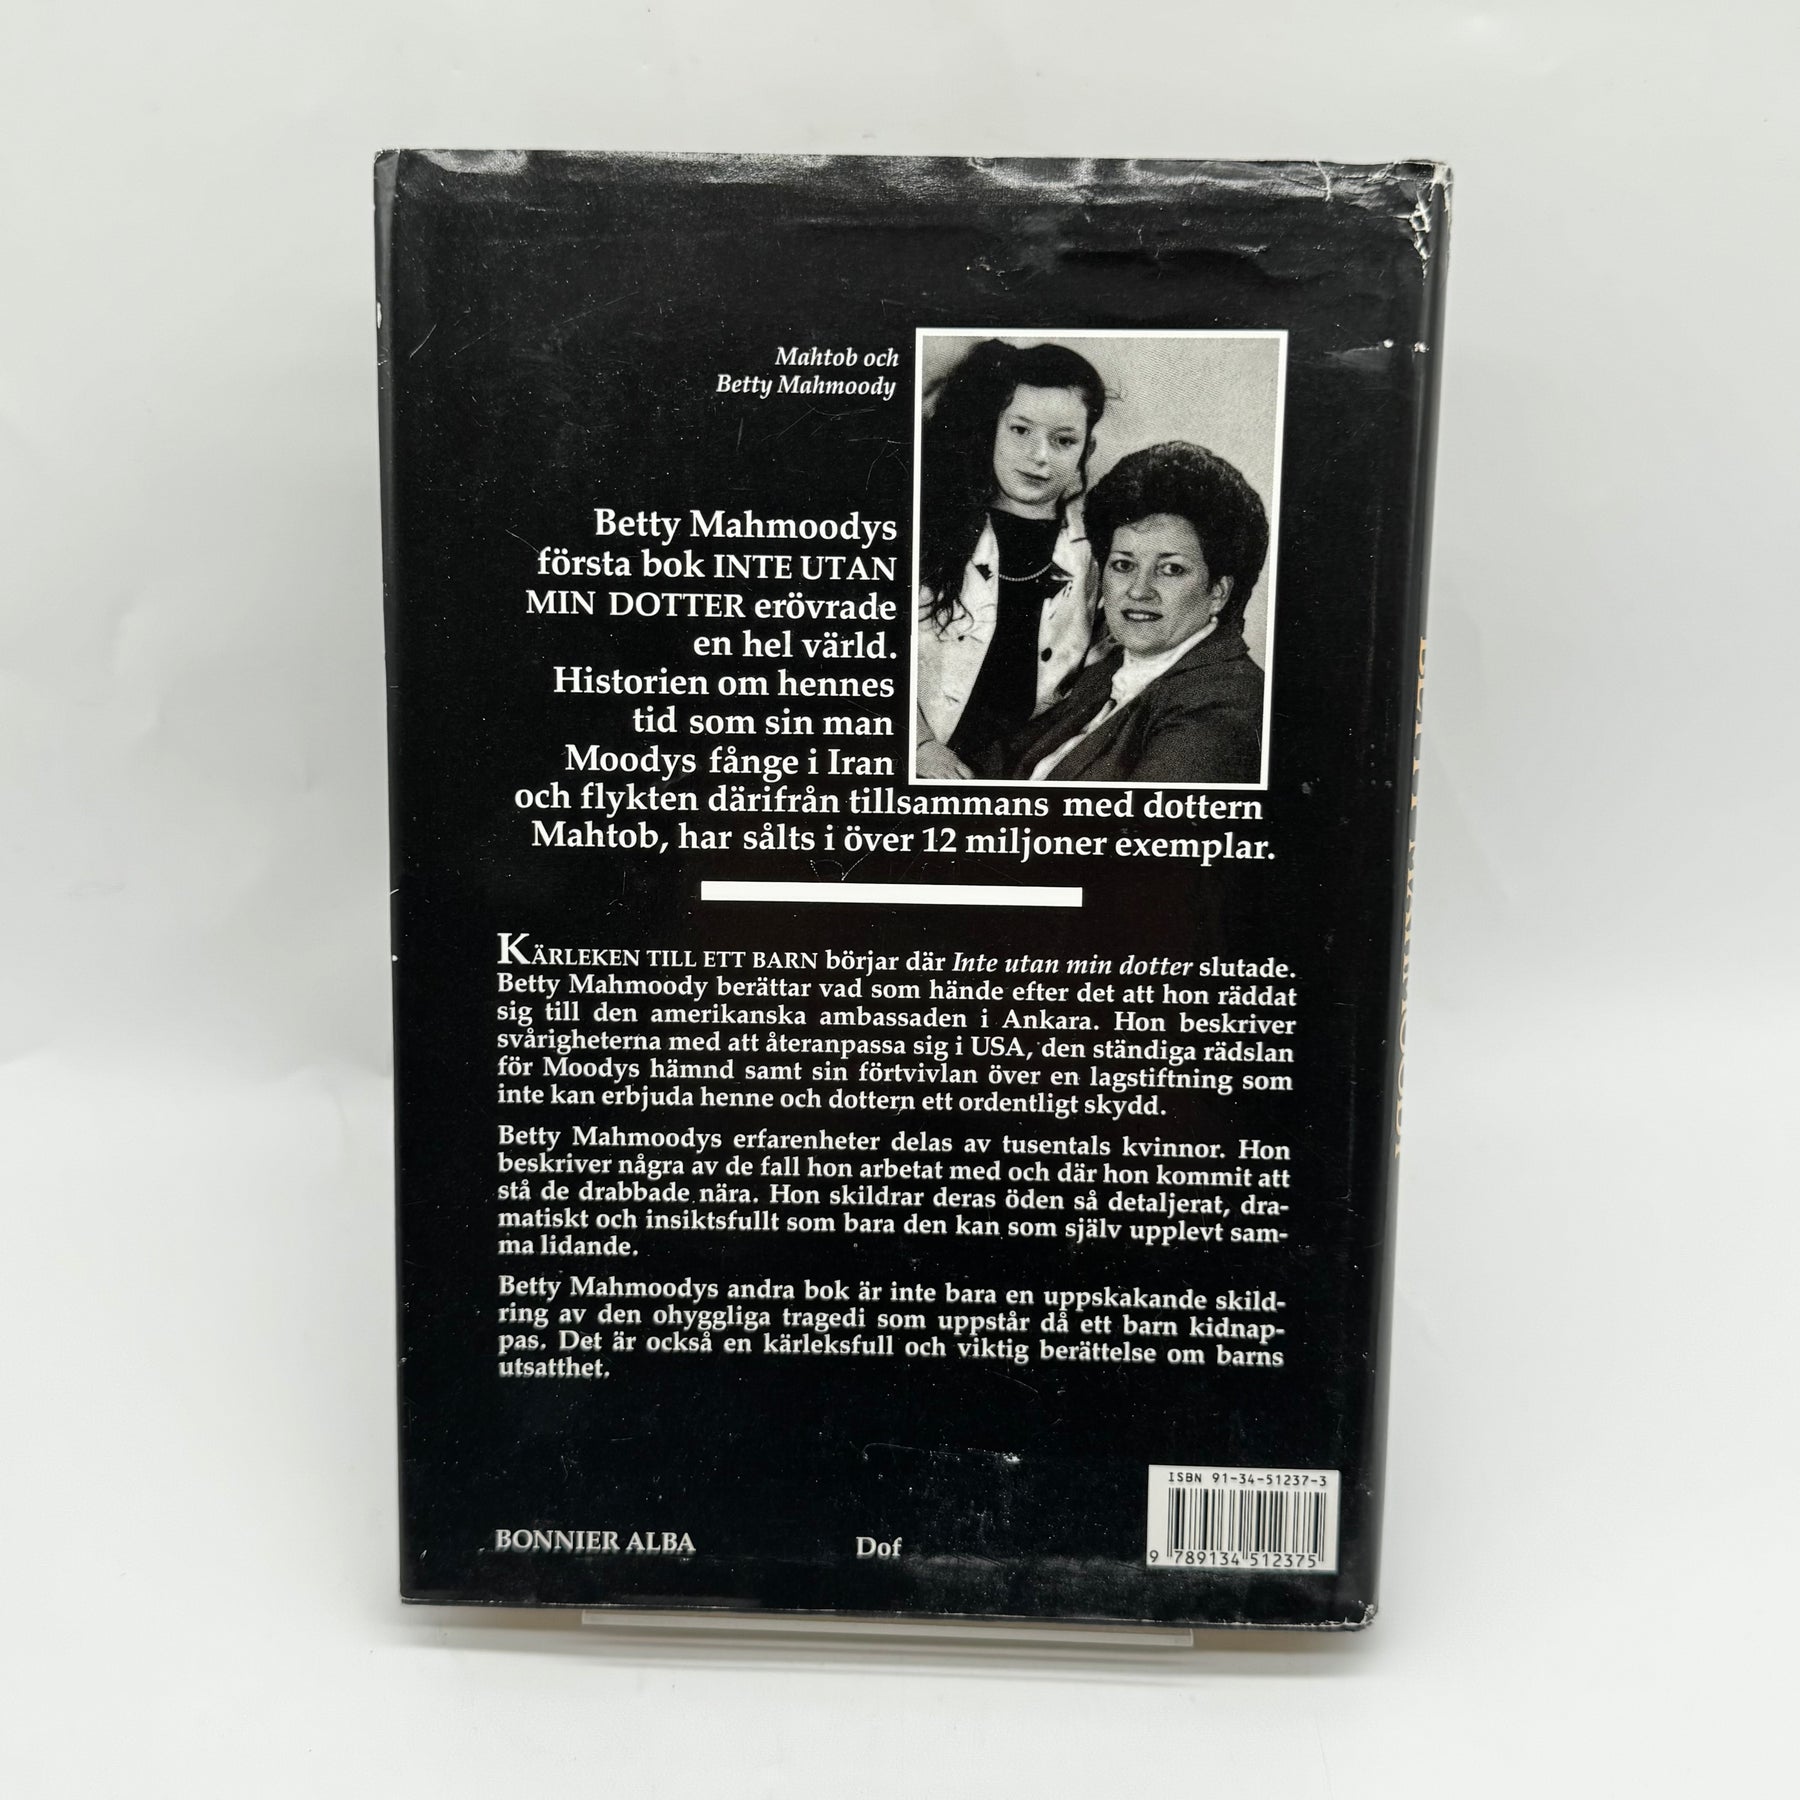 Mahtob och
Betty Mahmoody
Betty Mahmoodys
första bok INTE UTAN
MIN DOTTER erövrade
en hel värld.
Historien om hennes
tid som sin man
Moodys fånge i Iran
och flykten därifrån tillsammans med dottern
Mahtob, har sålts i över 12 miljoner exemplar.
KÄRLEKEN TILL ETT BARN börjar där Inte utan min dotter slutade.
Betty Mahmoody berättar vad som hände efter det att hon räddat
sig till den amerikanska ambassaden i Ankara. Hon beskriver
svårigheterna med att återanpassa sig i USA, den ständiga rädslan
för Moodys hämnd samt sin förtvivlan över en lagstiftning som
inte kan erbjuda henne och dottern ett ordentligt skydd.
Betty Mahmoodys erfarenheter delas av tusentals kvinnor. Hon
beskriver några av de fall hon arbetat med och där hon kommit att
stå de drabbade nära. Hon skildrar deras öden så detaljerat, dra-
matiskt och insiktsfullt som bara den kan som själv upplevt sam-
ma lidande.
Betty Mahmoodys andra bok är inte bara en uppskakande skild-
ring av den ohyggliga tragedi som uppstår då ett barn kidnap-
pas. Det är också en kärleksfull och viktig berättelse om barns
utsatthet.
BONNIER ALBA
Dof
ISBN 91-34-51237-3
9 789134 512375
BETTY MAHMOODY